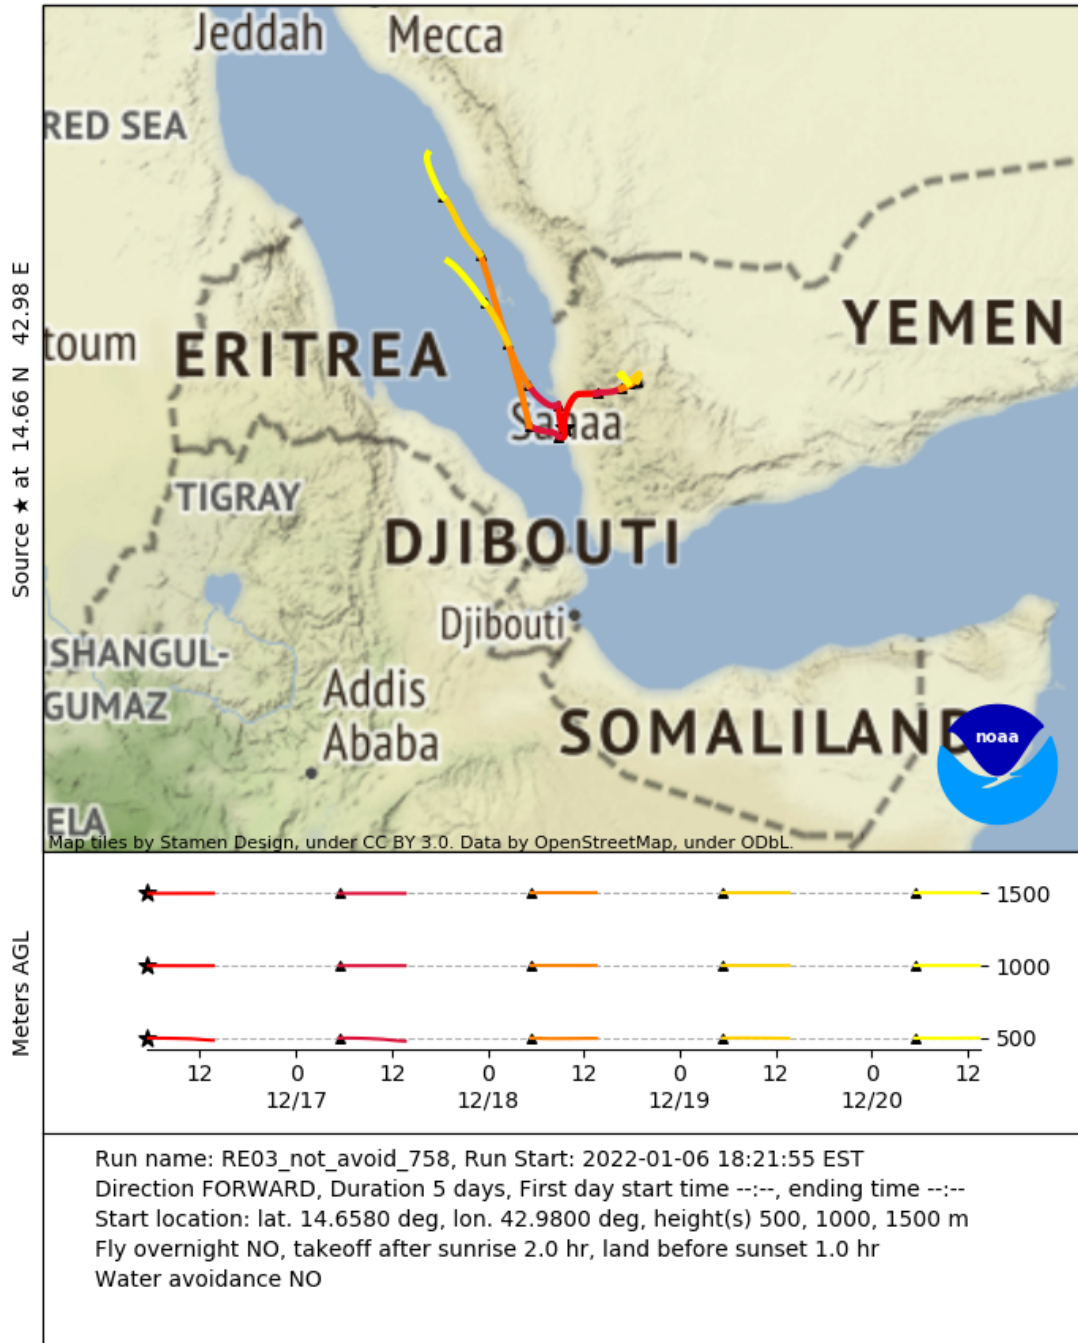 Jeddah
Mecca
RED SEA
YEMEN
toum
ERITREA
Sanaa
TIGRAY
DJIBOUTI
Djibouti
ISHANGUL-
GUMAZ
Addis
Ababa
SOMALILAND
noaa
ELA
Map tiles by Stamen Design, under CC BY 3.0. Data by OpenStreetMap, under ODbL.
Source ★ at 14.66 N 42.98 E
Meters AGL
1500
1000
500
12 0 12 0 12 0 12 0 12
12/17 12/18 12/19 12/20
Run name: RE03_not_avoid_758, Run Start: 2022-01-06 18:21:55 EST
Direction FORWARD, Duration 5 days, First day start time --:--, ending time --:--
Start location: lat. 14.6580 deg, lon. 42.9800 deg, height(s) 500, 1000, 1500 m
Fly overnight NO, takeoff after sunrise 2.0 hr, land before sunset 1.0 hr
Water avoidance NO